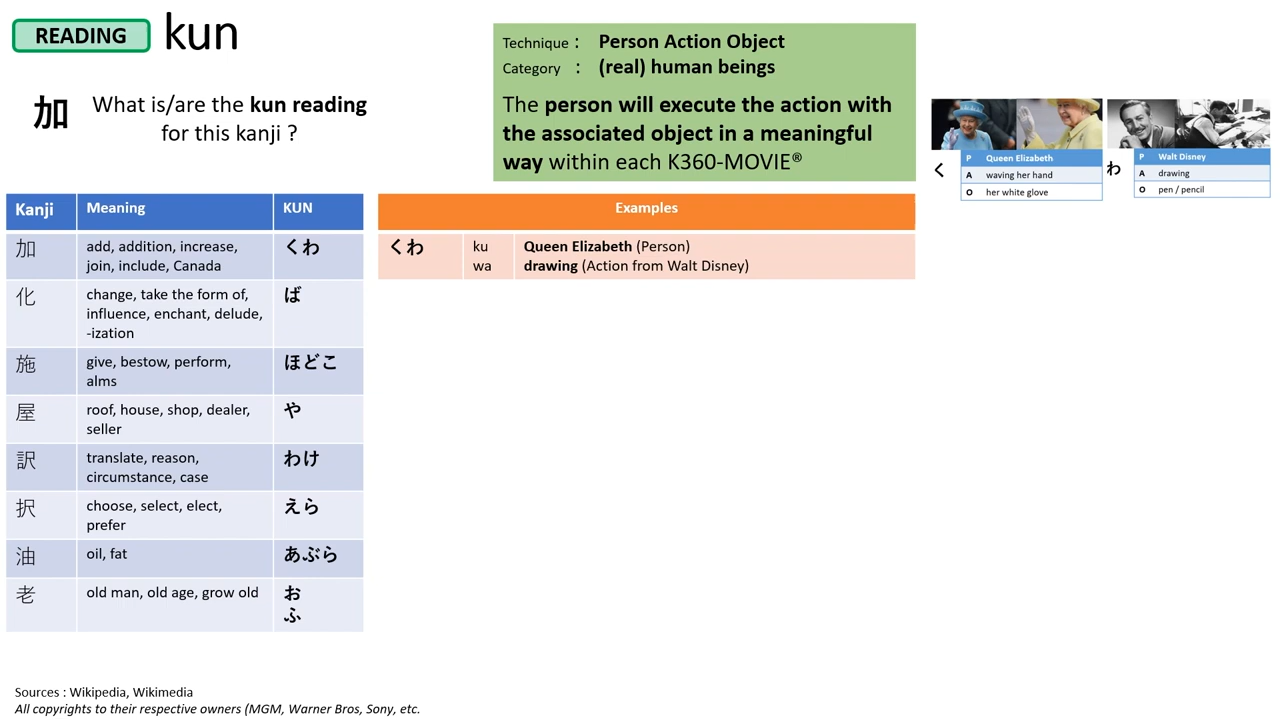 READING kun
加 What is/are the kun reading
for this kanji ?
Technique : Person Action Object
Category : (real) human beings
The person will execute the action with
the associated object in a meaningful
way within each K360-MOVIE®
く P Queen Elizabeth
A waving her hand
O her white glove
わ P Walt Disney
A drawing
O pen / pencil
Kanji Meaning KUN
加 add, addition, increase, くわ
join, include, Canada
化 change, take the form of, ば
influence, enchant, delude,
-ization
施 give, bestow, perform, ほどこ
alms
屋 roof, house, shop, dealer, や
seller
訳 translate, reason, わけ
circumstance, case
択 choose, select, elect, えら
prefer
油 oil, fat あぶら
老 old man, old age, grow old お
ふ
Examples
くわ ku Queen Elizabeth (Person)
wa drawing (Action from Walt Disney)
Sources : Wikipedia, Wikimedia
All copyrights to their respective owners (MGM, Warner Bros, Sony, etc.